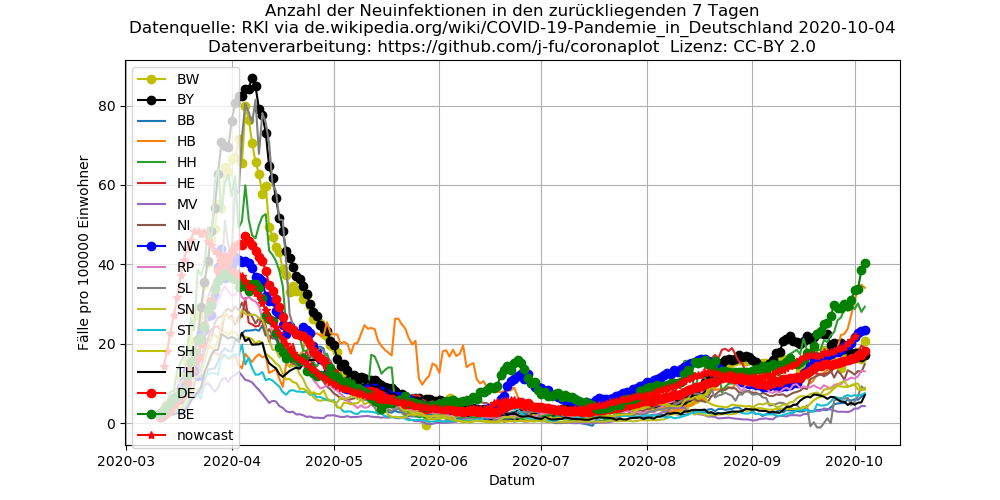 Anzahl der Neuinfektionen in den zurückliegenden 7 Tagen
Datenquelle: RKI via de.wikipedia.org/wiki/COVID-19-Pandemie_in_Deutschland 2020-10-04
Datenverarbeitung: https://github.com/j-fu/coronaplot Lizenz: CC-BY 2.0
Fälle pro 100000 Einwohner
80
60
40
20
0
BW
BY
BB
HB
HH
HE
MV
NI
NW
RP
SL
SN
ST
SH
TH
DE
BE
nowcast
2020-03 2020-04 2020-05 2020-06 2020-07 2020-08 2020-09 2020-10
Datum